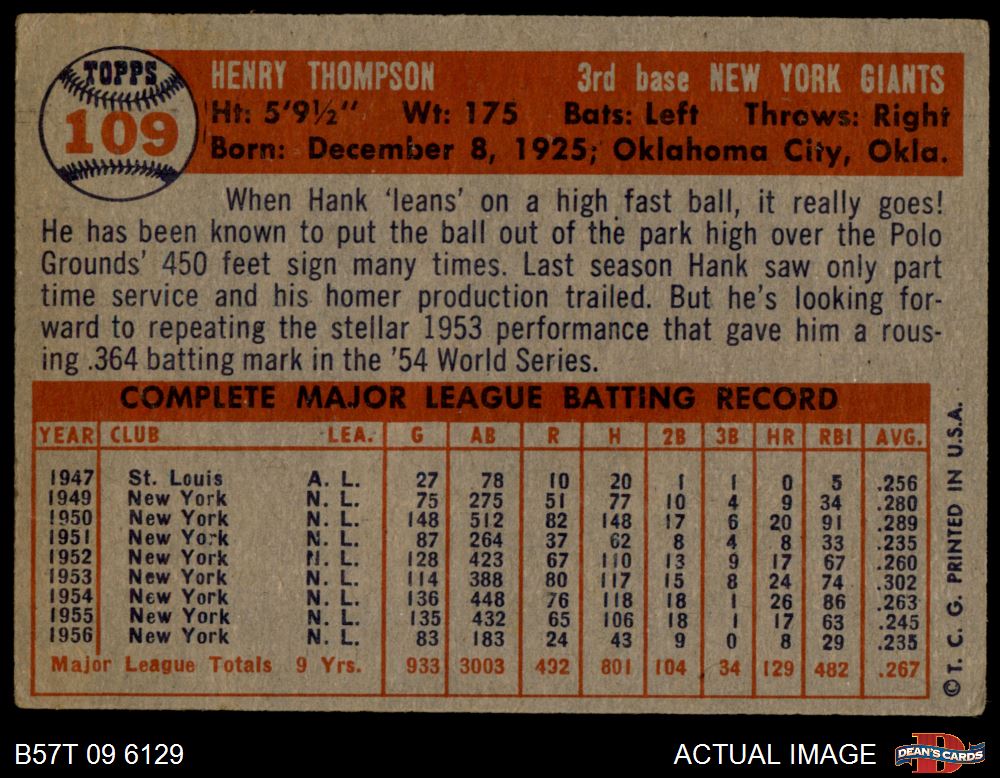 TOPPS
109
HENRY THOMPSON 3rd base NEW YORK GIANTS
Ht: 5'9½" Wt: 175 Bats: Left Throws: Right
Born: December 8, 1925; Oklahoma City, Okla.
When Hank 'leans' on a high fast ball, it really goes!
He has been known to put the ball out of the park high over the Polo
Grounds' 450 feet sign many times. Last season Hank saw only part
time service and his homer production trailed. But he's looking for-
ward to repeating the stellar 1953 performance that gave him a rous-
ing .364 batting mark in the '54 World Series.
COMPLETE MAJOR LEAGUE BATTING RECORD
YEAR CLUB LEA. G AB R H 2B 3B HR RBI AVG.
1947 St. Louis A. L. 27 78 10 20 1 1 0 5 .256
1949 New York N. L. 75 275 51 77 10 4 9 34 .280
1950 New York N. L. 148 512 82 148 17 6 20 91 .289
1951 New York N. L. 87 264 37 62 8 4 8 33 .235
1952 New York N. L. 128 423 67 110 13 9 17 67 .260
1953 New York N. L. 114 388 80 117 15 8 24 74 .302
1954 New York N. L. 136 448 76 118 18 1 26 86 .263
1955 New York N. L. 135 432 65 106 18 1 17 63 .245
1956 New York N. L. 83 183 24 43 9 0 8 29 .235
Major League Totals 9 Yrs. 933 3003 492 801 104 34 129 482 .267
©T. C. G. PRINTED IN U.S.A.
B57T 09 6129
ACTUAL IMAGE
DEAN'S CARDS